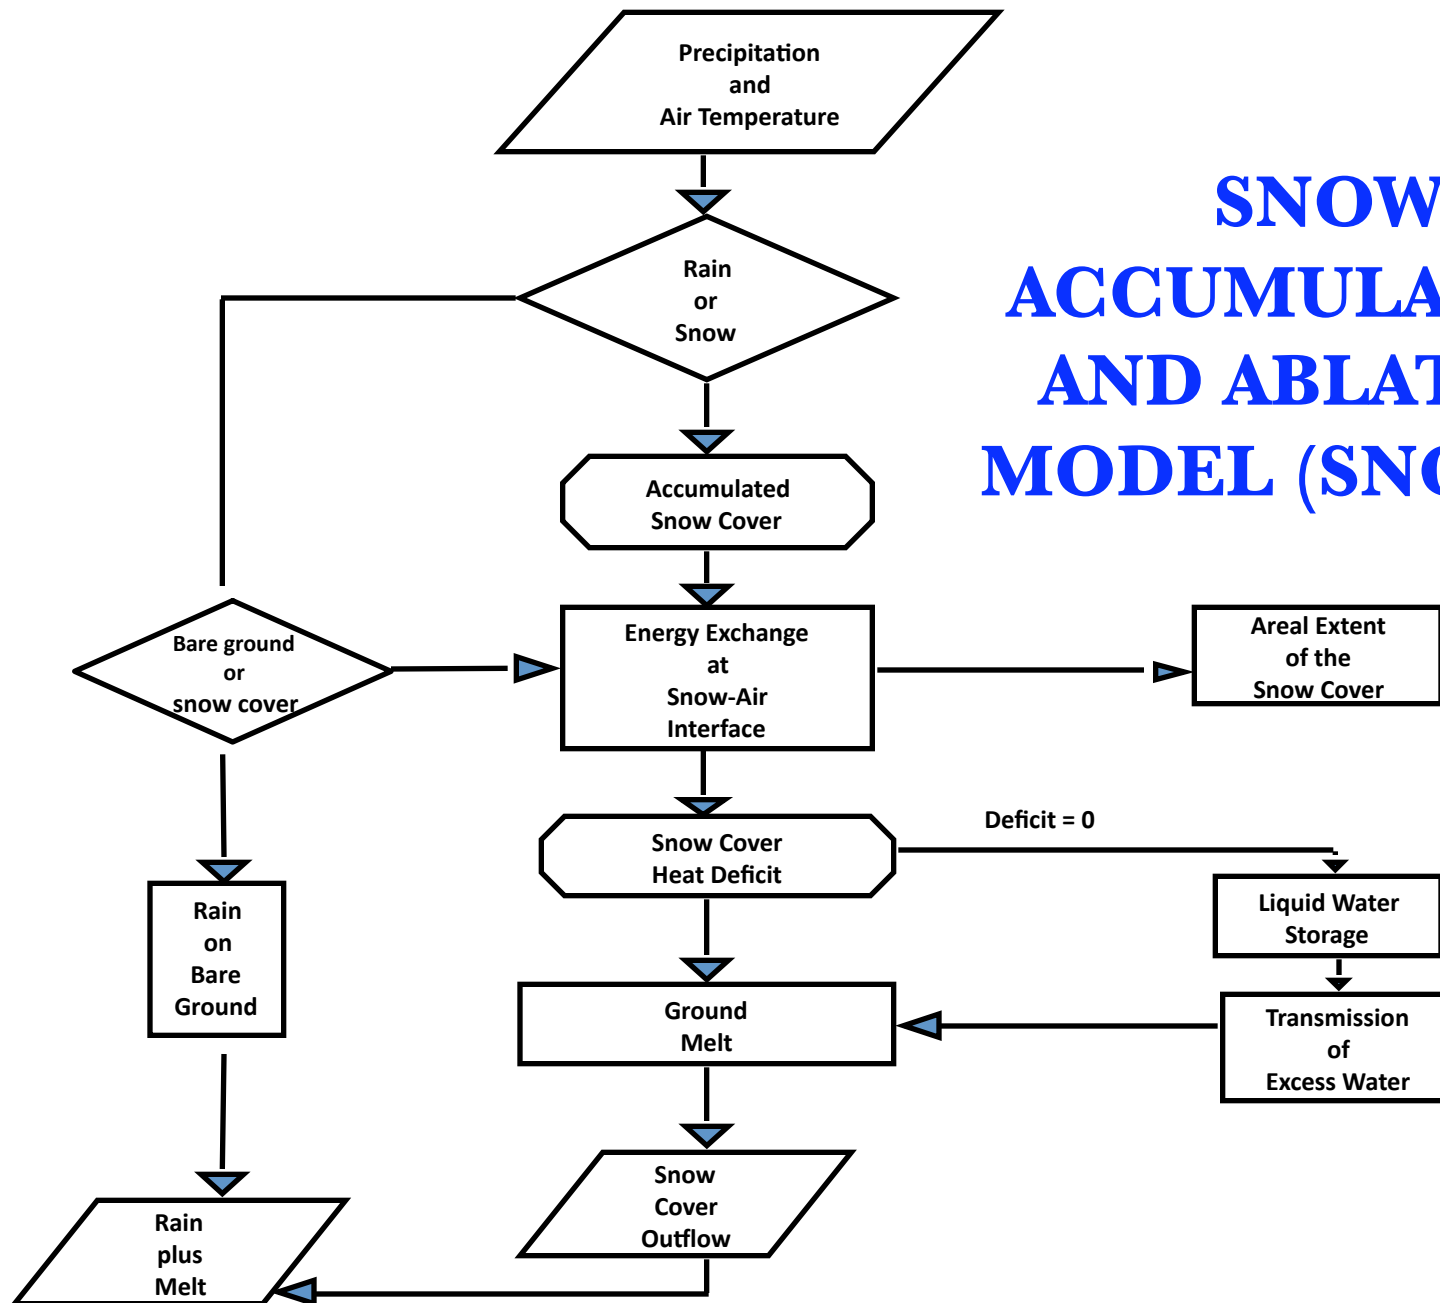 Precipitation
and
Air Temperature
SNOW
ACCUMULA
AND ABLAT
MODEL (SNO
Rain
or
Snow
Accumulated
Snow Cover
Bare ground
or
snow cover
Energy Exchange
at
Snow-Air
Interface
Areal Extent
of the
Snow Cover
Snow Cover
Heat Deficit
Deficit = 0
Liquid Water
Storage
Rain
on
Bare
Ground
Ground
Melt
Transmission
of
Excess Water
Snow
Cover
Outflow
Rain
plus
Melt